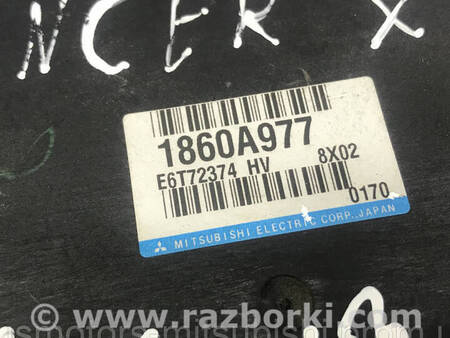 NCER X
1860A977
E6T72374 HV 8X02
0170
MITSUBISHI ELECTRIC CORP., JAPAN
www.razborki.com